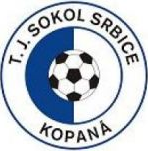 T. J. SOKOL SRBICE
KOPANÁ